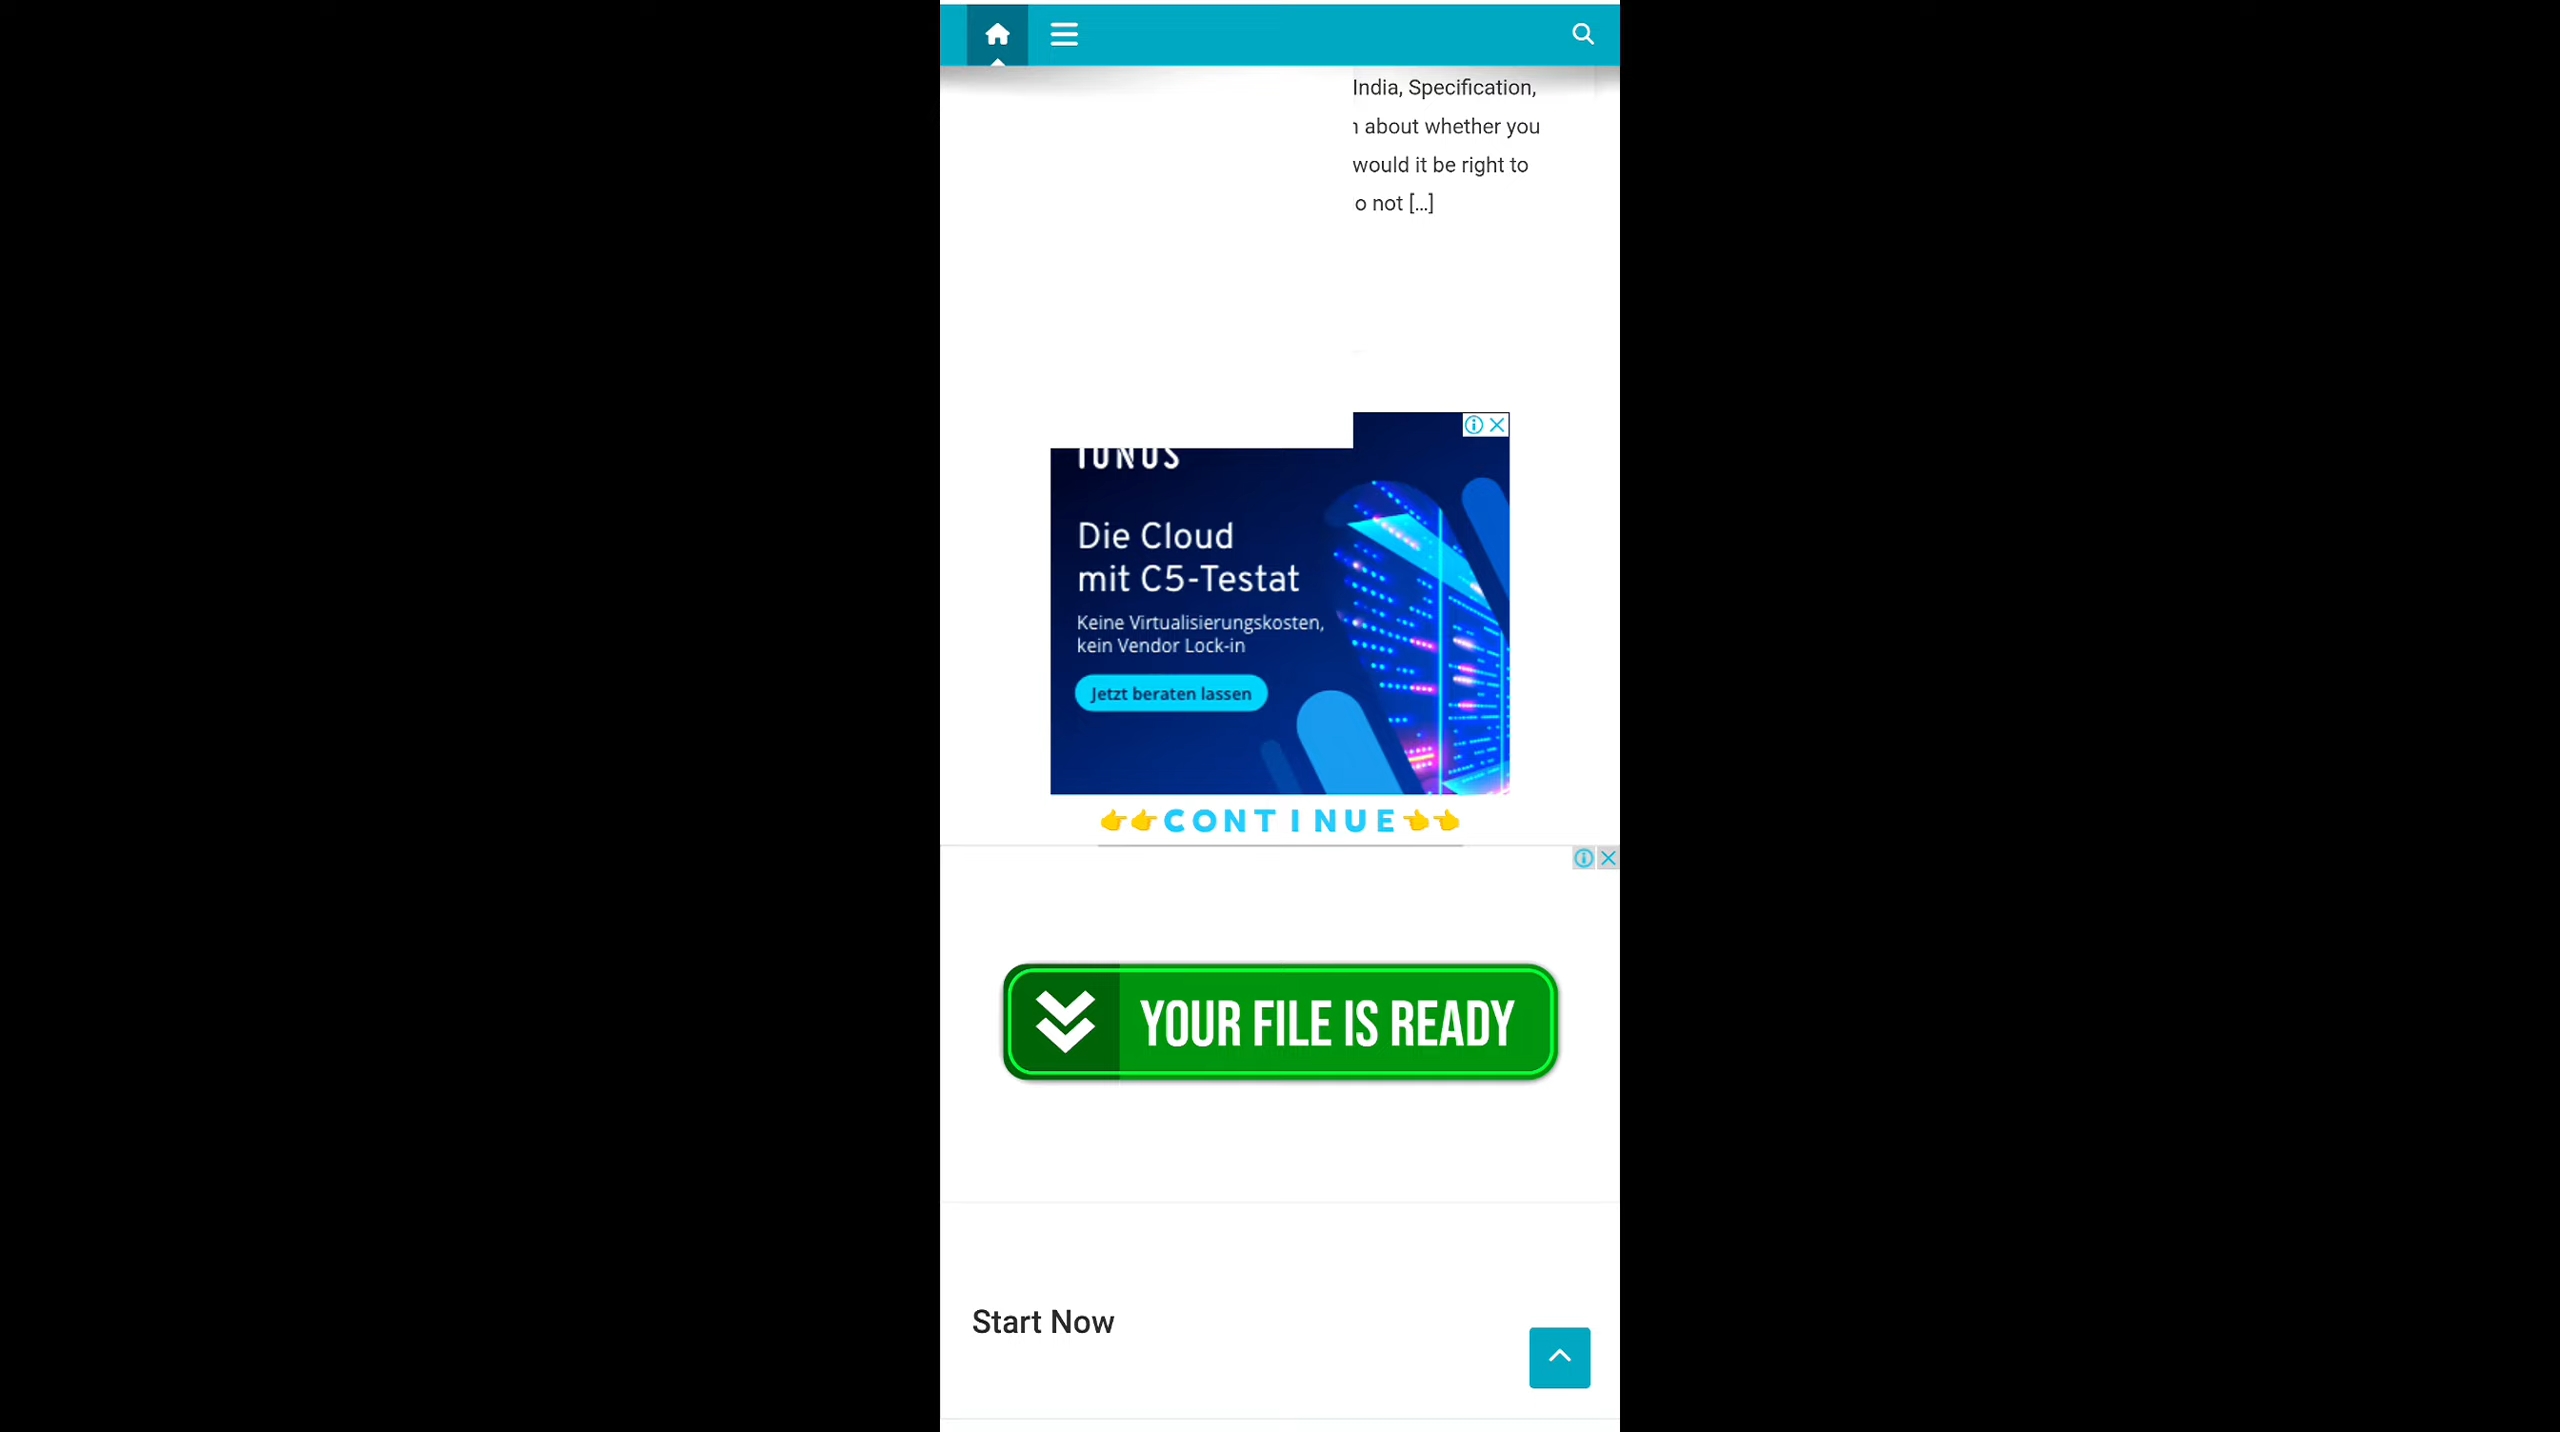 India, Specification,
about whether you
would it be right to
o not [...]
IONOS
Die Cloud
mit C5-Testat
Keine Virtualisierungskosten,
kein Vendor Lock-in
Jetzt beraten lassen
👉👉CONTINUE👈👈
YOUR FILE IS READY
Start Now